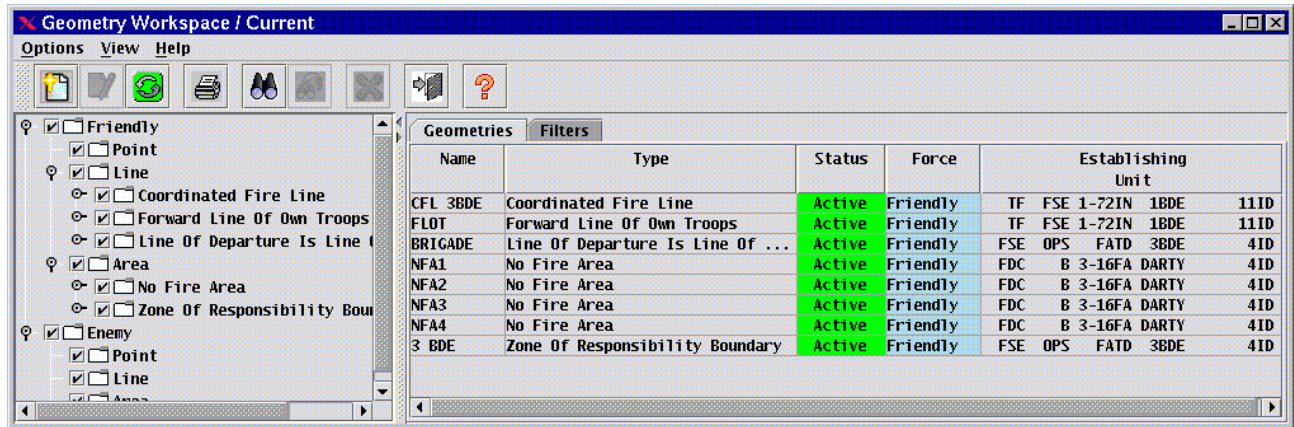 Geometry Workspace / Current
Options View Help
Friendly
Point
Line
Coordinated Fire Line
Forward Line Of Own Troops
Line Of Departure Is Line
Area
No Fire Area
Zone Of Responsibility Bou
Enemy
Point
Line
Area
Geometries Filters
Name Type Status Force Establishing
Unit
CFL 3BDE Coordinated Fire Line Active Friendly TF FSE 1-72IN 1BDE 11ID
FLOT Forward Line Of Own Troops Active Friendly TF FSE 1-72IN 1BDE 11ID
BRIGADE Line Of Departure Is Line Of ... Active Friendly FSE OPS FATD 3BDE 4ID
NFA1 No Fire Area Active Friendly FDC B 3-16FA DARTY 4ID
NFA2 No Fire Area Active Friendly FDC B 3-16FA DARTY 4ID
NFA3 No Fire Area Active Friendly FDC B 3-16FA DARTY 4ID
NFA4 No Fire Area Active Friendly FDC B 3-16FA DARTY 4ID
3 BDE Zone Of Responsibility Boundary Active Friendly FSE OPS FATD 3BDE 4ID